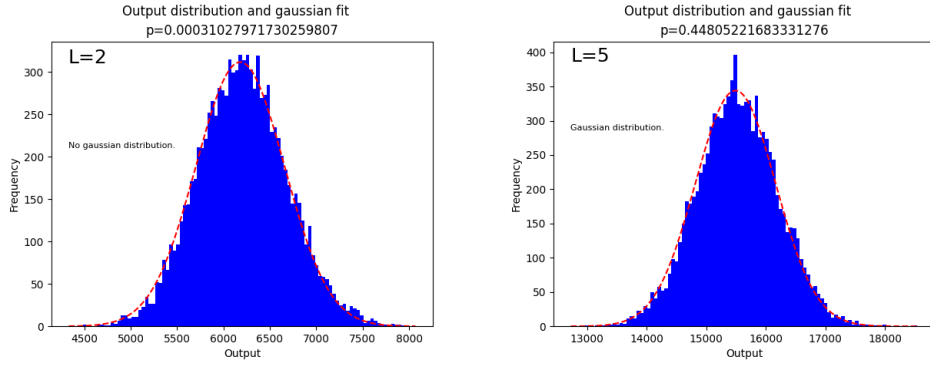 Output distribution and gaussian fit
p=0.00031027971730259807
L=2
No gaussian distribution.
Frequency
300
250
200
150
100
50
0
4500 5000 5500 6000 6500 7000 7500 8000
Output
Output distribution and gaussian fit
p=0.44805221683331276
L=5
Gaussian distribution.
Frequency
400
350
300
250
200
150
100
50
0
13000 14000 15000 16000 17000 18000
Output